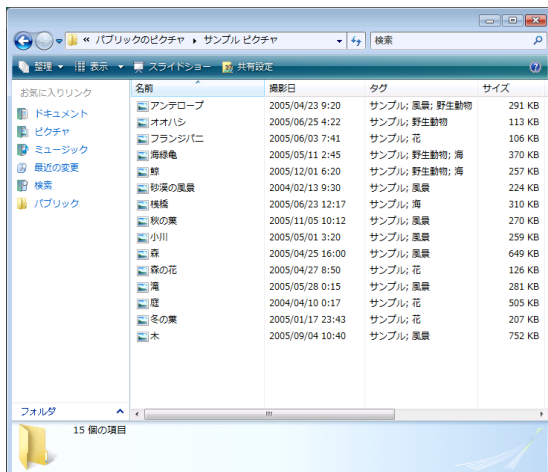 « パブリックのピクチャ ▸ サンプル ピクチャ 検索
整理 表示 スライドショー 共有設定
お気に入りリンク
ドキュメント
ピクチャ
ミュージック
最近の変更
検索
パブリック
フォルダ
名前 撮影日 タグ サイズ
アンテロープ 2005/04/23 9:20 サンプル; 風景; 野生動物 291 KB
オオハシ 2005/06/25 4:22 サンプル; 野生動物 113 KB
フランジパニ 2005/06/03 7:41 サンプル; 花 106 KB
海緑亀 2005/05/11 2:45 サンプル; 野生動物; 海 370 KB
鯨 2005/12/01 6:20 サンプル; 野生動物; 海 257 KB
砂漠の風景 2004/02/13 9:30 サンプル; 風景 224 KB
桟橋 2005/06/23 12:17 サンプル; 海 310 KB
秋の葉 2005/11/05 10:12 サンプル; 風景 270 KB
小川 2005/05/01 3:20 サンプル; 風景 259 KB
森 2005/04/25 16:00 サンプル; 風景 649 KB
森の花 2005/04/27 8:50 サンプル; 花 126 KB
滝 2005/05/28 0:15 サンプル; 風景 281 KB
庭 2004/04/10 0:17 サンプル; 花 505 KB
冬の葉 2005/01/17 23:43 サンプル; 花 207 KB
木 2005/09/04 10:40 サンプル; 風景 752 KB
15 個の項目